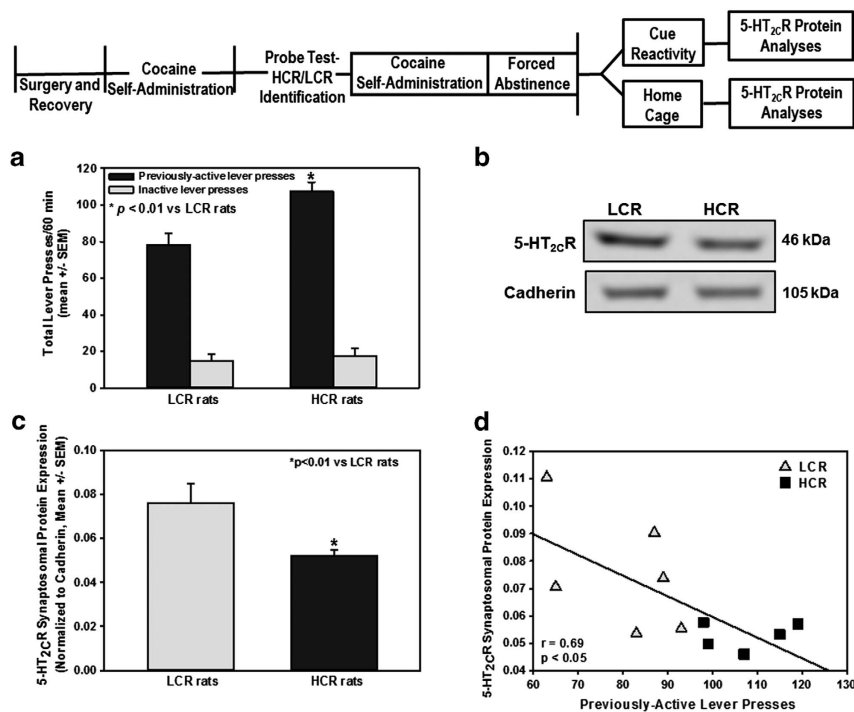 Surgery and
Recovery
Cocaine
Self-Administration
Probe Test-
HCR/LCR
Identification
Cocaine
Self-Administration
Forced
Abstinence
Cue
Reactivity
5-HT2CR Protein
Analyses
Home
Cage
5-HT2CR Protein
Analyses
a
Total Lever Presses/60 min
(mean +/- SEM)
120
100
80
60
40
20
0
Previously-active lever presses
Inactive lever presses
* p < 0.01 vs LCR rats
*
LCR rats
HCR rats
b
LCR
HCR
5-HT2CR
46 kDa
Cadherin
105 kDa
c
5-HT2CR Synaptosomal Protein Expression
(Normalized to Cadherin, Mean +/- SEM)
0.10
0.08
0.06
0.04
0.02
0.00
*p<0.01 vs LCR rats
*
LCR rats
HCR rats
d
5-HT2CR Synaptosomal Protein Expression
0.12
0.11
0.10
0.09
0.08
0.07
0.06
0.05
0.04
LCR
HCR
r = 0.69
p < 0.05
60
70
80
90
100
110
120
130
Previously-Active Lever Presses